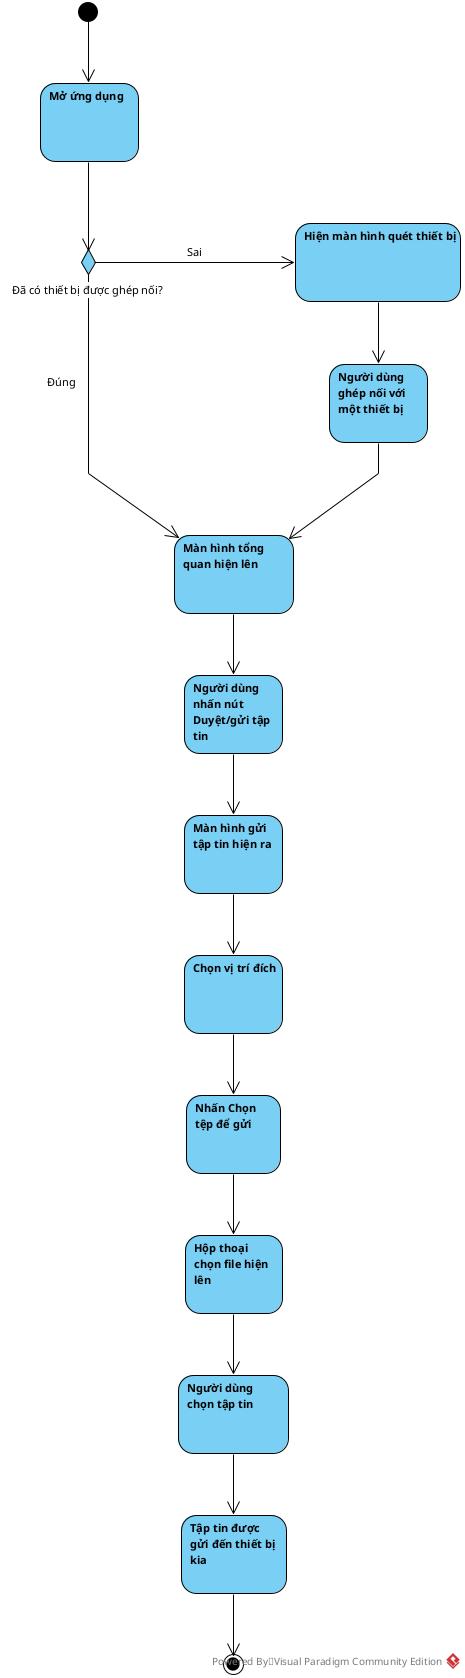 Mở ứng dụng
Sai
Hiện màn hình quét thiết bị
Đã có thiết bị được ghép nối?
Đúng
Người dùng
ghép nối với
một thiết bị
Màn hình tổng
quan hiện lên
Người dùng
nhấn nút
Duyệt/gửi tập
tin
Màn hình gửi
tập tin hiện ra
Chọn vị trí đích
Nhấn Chọn
tệp để gửi
Hộp thoại
chọn file hiện
lên
Người dùng
chọn tập tin
Tập tin được
gửi đến thiết bị
kia
Powered By Visual Paradigm Community Edition